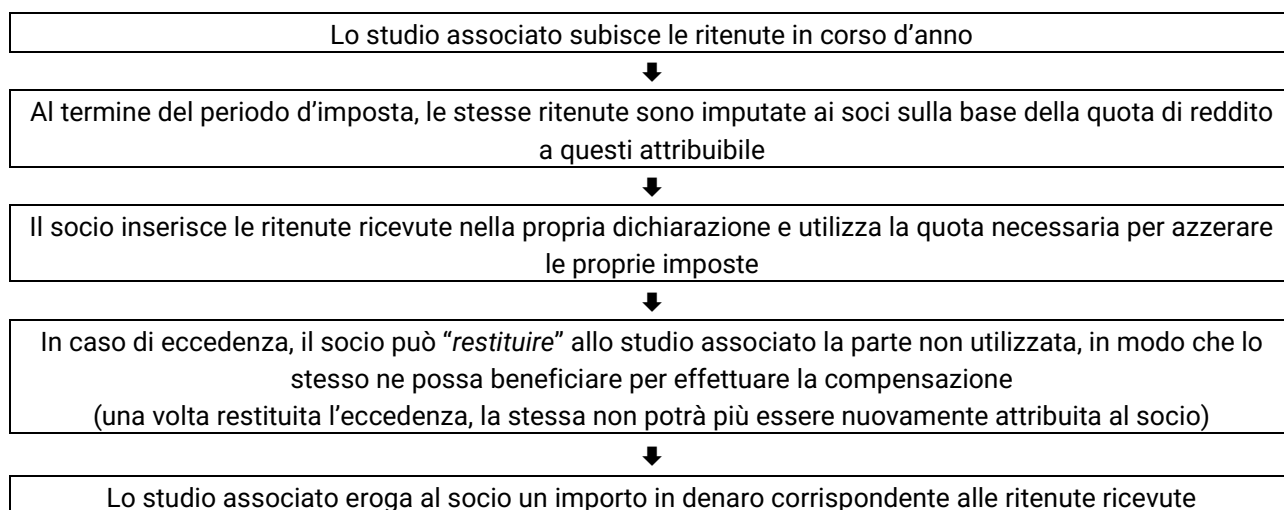 Lo studio associato subisce le ritenute in corso d’anno
Al termine del periodo d’imposta, le stesse ritenute sono imputate ai soci sulla base della quota di reddito
a questi attribuibile
Il socio inserisce le ritenute ricevute nella propria dichiarazione e utilizza la quota necessaria per azzerare
le proprie imposte
In caso di eccedenza, il socio può “restituire” allo studio associato la parte non utilizzata, in modo che lo
stesso ne possa beneficiare per effettuare la compensazione
(una volta restituita l’eccedenza, la stessa non potrà più essere nuovamente attribuita al socio)
Lo studio associato eroga al socio un importo in denaro corrispondente alle ritenute ricevute